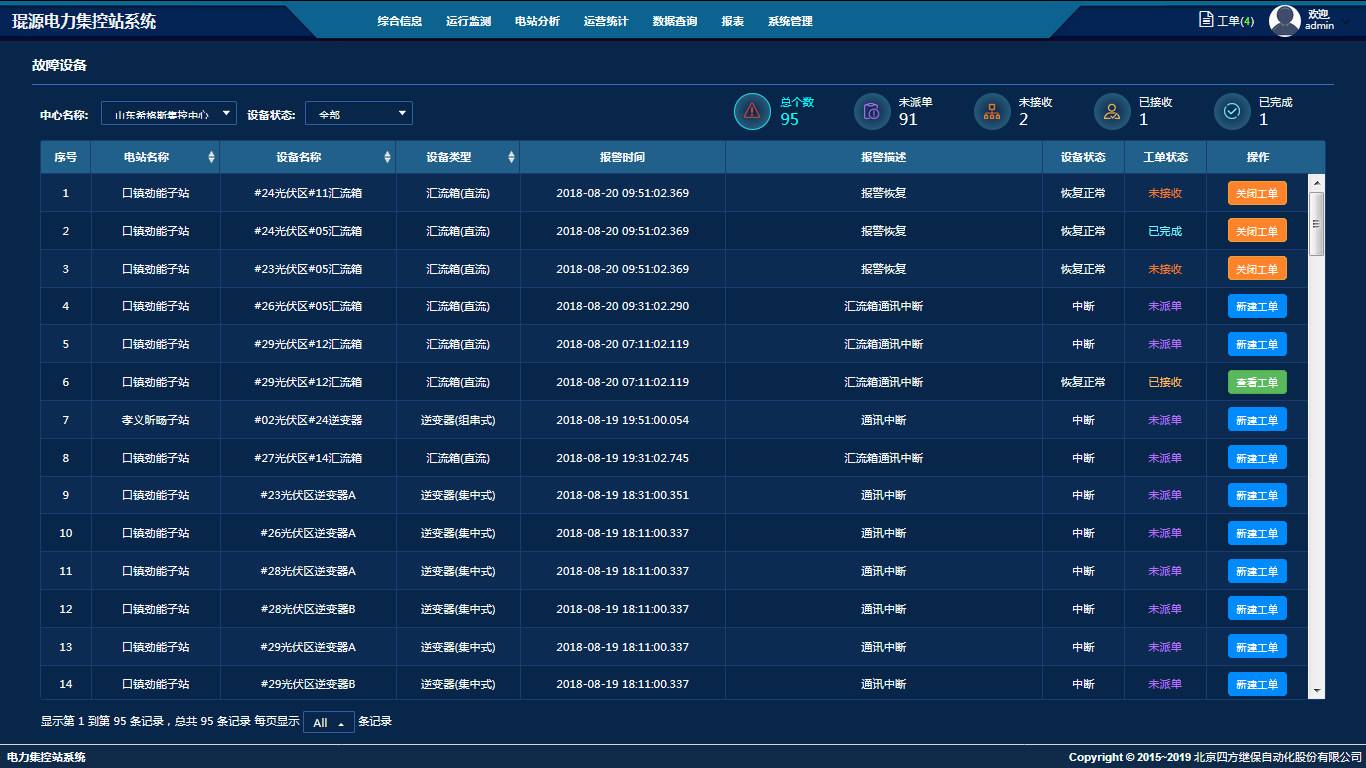 琨源电力集控站系统 综合信息 运行监测 电站分析 运营统计 数据查询 报表 系统管理 工单(4) 欢迎 admin
故障设备
中心名称: 山东希格斯集控中心 设备状态: 全部 总个数 95 未派单 91 未接收 2 已接收 1 已完成 1
序号 电站名称 设备名称 设备类型 报警时间 报警描述 设备状态 工单状态 操作
1 口镇劲能子站 #24光伏区#11汇流箱 汇流箱(直流) 2018-08-20 09:51:02.369 报警恢复 恢复正常 未接收 关闭工单
2 口镇劲能子站 #24光伏区#05汇流箱 汇流箱(直流) 2018-08-20 09:51:02.369 报警恢复 恢复正常 已完成 关闭工单
3 口镇劲能子站 #23光伏区#05汇流箱 汇流箱(直流) 2018-08-20 09:51:02.369 报警恢复 恢复正常 未接收 关闭工单
4 口镇劲能子站 #26光伏区#05汇流箱 汇流箱(直流) 2018-08-20 09:31:02.290 汇流箱通讯中断 中断 未派单 新建工单
5 口镇劲能子站 #29光伏区#12汇流箱 汇流箱(直流) 2018-08-20 07:11:02.119 汇流箱通讯中断 中断 未派单 新建工单
6 口镇劲能子站 #29光伏区#12汇流箱 汇流箱(直流) 2018-08-20 07:11:02.119 汇流箱通讯中断 恢复正常 已接收 查看工单
7 孝义昕旸子站 #02光伏区#24逆变器 逆变器(组串式) 2018-08-19 19:51:00.054 通讯中断 中断 未派单 新建工单
8 口镇劲能子站 #27光伏区#14汇流箱 汇流箱(直流) 2018-08-19 19:31:02.745 汇流箱通讯中断 中断 未派单 新建工单
9 口镇劲能子站 #23光伏区逆变器A 逆变器(集中式) 2018-08-19 18:31:00.351 通讯中断 中断 未派单 新建工单
10 口镇劲能子站 #26光伏区逆变器A 逆变器(集中式) 2018-08-19 18:11:00.337 通讯中断 中断 未派单 新建工单
11 口镇劲能子站 #28光伏区逆变器A 逆变器(集中式) 2018-08-19 18:11:00.337 通讯中断 中断 未派单 新建工单
12 口镇劲能子站 #28光伏区逆变器B 逆变器(集中式) 2018-08-19 18:11:00.337 通讯中断 中断 未派单 新建工单
13 口镇劲能子站 #29光伏区逆变器A 逆变器(集中式) 2018-08-19 18:11:00.337 通讯中断 中断 未派单 新建工单
14 口镇劲能子站 #29光伏区逆变器B 逆变器(集中式) 2018-08-19 18:11:00.337 通讯中断 中断 未派单 新建工单
显示第 1 到第 95 条记录，总共 95 条记录 每页显示 All 条记录
电力集控站系统 Copyright © 2015~2019 北京四方继保自动化股份有限公司